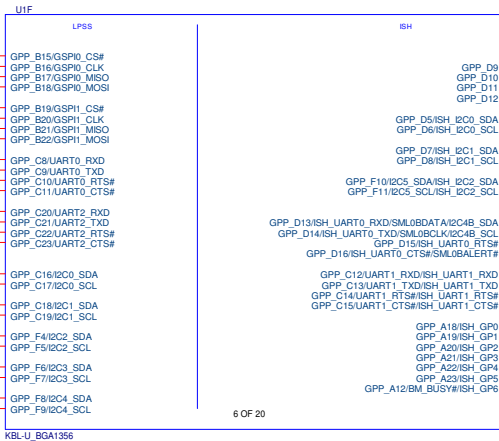 U1F
LPSS
ISH
GPP_B15/GSPI0_CS#
GPP_B16/GSPI0_CLK
GPP_B17/GSPI0_MISO
GPP_B18/GSPI0_MOSI
GPP_B19/GSPI1_CS#
GPP_B20/GSPI1_CLK
GPP_B21/GSPI1_MISO
GPP_B22/GSPI1_MOSI
GPP_C8/UART0_RXD
GPP_C9/UART0_TXD
GPP_C10/UART0_RTS#
GPP_C11/UART0_CTS#
GPP_C20/UART2_RXD
GPP_C21/UART2_TXD
GPP_C22/UART2_RTS#
GPP_C23/UART2_CTS#
GPP_C16/I2C0_SDA
GPP_C17/I2C0_SCL
GPP_C18/I2C1_SDA
GPP_C19/I2C1_SCL
GPP_F4/I2C2_SDA
GPP_F5/I2C2_SCL
GPP_F6/I2C3_SDA
GPP_F7/I2C3_SCL
GPP_F8/I2C4_SDA
GPP_F9/I2C4_SCL
GPP_D9
GPP_D10
GPP_D11
GPP_D12
GPP_D5/ISH_I2C0_SDA
GPP_D6/ISH_I2C0_SCL
GPP_D7/ISH_I2C1_SDA
GPP_D8/ISH_I2C1_SCL
GPP_F10/I2C5_SDA/ISH_I2C2_SDA
GPP_F11/I2C5_SCL/ISH_I2C2_SCL
GPP_D13/ISH_UART0_RXD/SML0BDATA/I2C4B_SDA
GPP_D14/ISH_UART0_TXD/SML0BCLK/I2C4B_SCL
GPP_D15/ISH_UART0_RTS#
GPP_D16/ISH_UART0_CTS#/SML0BALERT#
GPP_C12/UART1_RXD/ISH_UART1_RXD
GPP_C13/UART1_TXD/ISH_UART1_TXD
GPP_C14/UART1_RTS#/ISH_UART1_RTS#
GPP_C15/UART1_CTS#/ISH_UART1_CTS#
GPP_A18/ISH_GP0
GPP_A19/ISH_GP1
GPP_A20/ISH_GP2
GPP_A21/ISH_GP3
GPP_A22/ISH_GP4
GPP_A23/ISH_GP5
GPP_A12/BM_BUSY#/ISH_GP6
6 OF 20
KBL-U_BGA1356